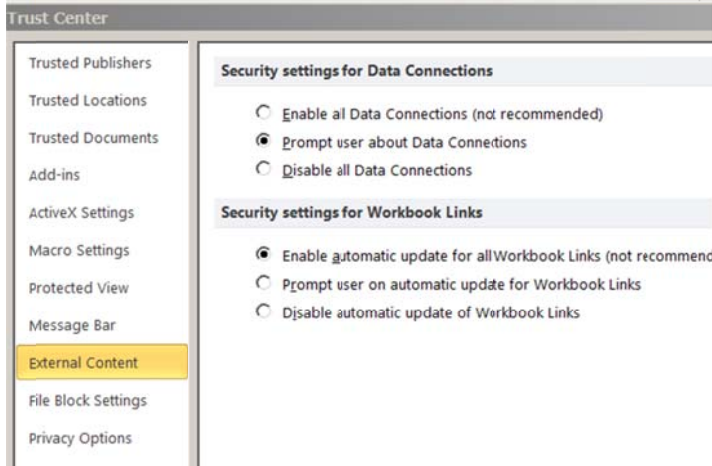 Trust Center
Trusted Publishers
Trusted Locations
Trusted Documents
Add-ins
ActiveX Settings
Macro Settings
Protected View
Message Bar
External Content
File Block Settings
Privacy Options
Security settings for Data Connections
Enable all Data Connections (not recommended)
Prompt user about Data Connections
Disable all Data Connections
Security settings for Workbook Links
Enable automatic update for all Workbook Links (not recommend
Prompt user on automatic update for Workbook Links
Disable automatic update of Workbook Links